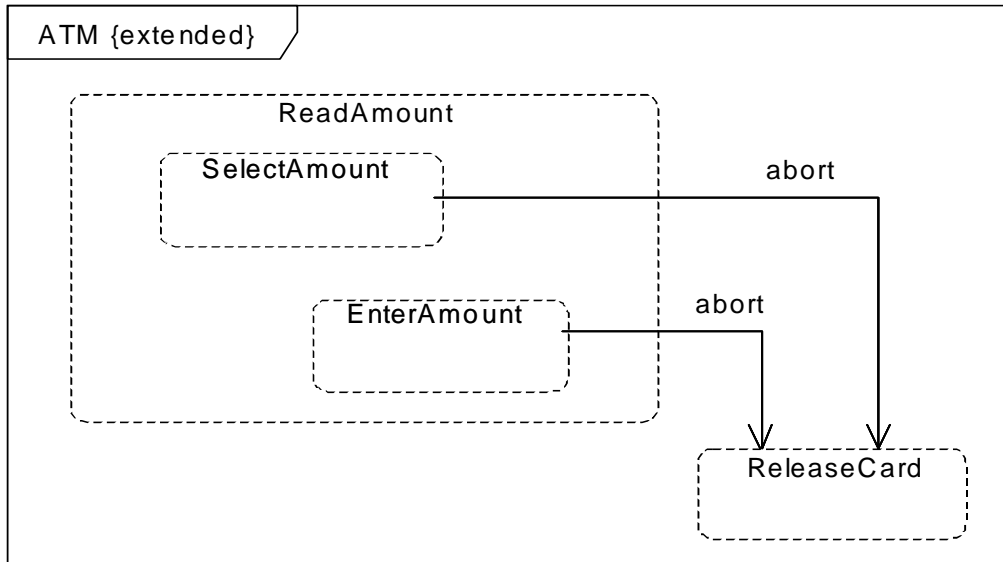 ATM {extended}
ReadAmount
SelectAmount
abort
EnterAmount
abort
ReleaseCard